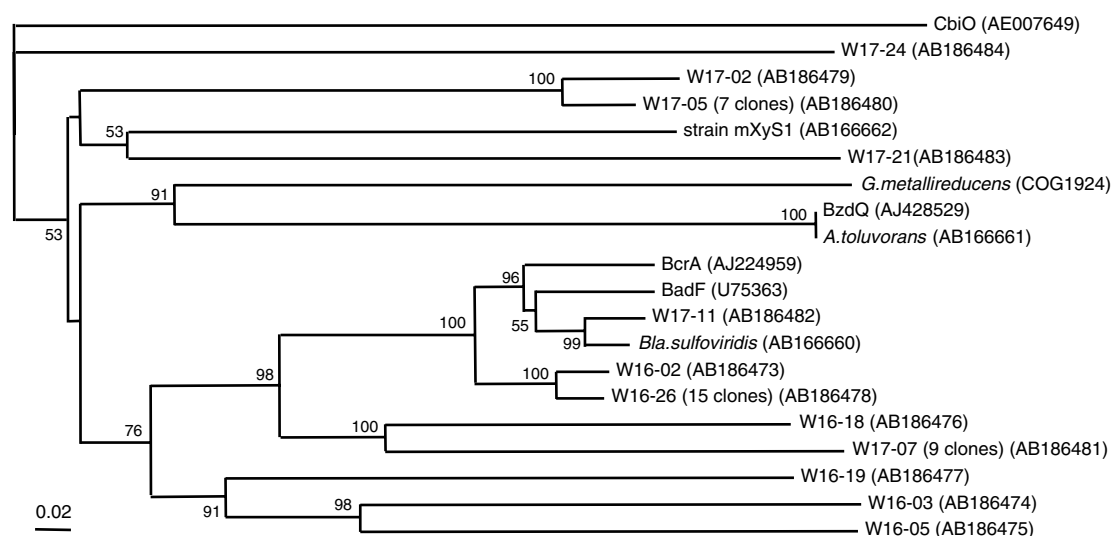 CbiO (AE007649)
W17-24 (AB186484)
100
W17-02 (AB186479)
W17-05 (7 clones) (AB186480)
53
strain mXyS1 (AB166662)
W17-21(AB186483)
91
G.metallireducens (COG1924)
100
BzdQ (AJ428529)
53
A.toluvorans (AB166661)
BcrA (AJ224959)
96
BadF (U75363)
100
55
W17-11 (AB186482)
99
Bla.sulfoviridis (AB166660)
98
100
W16-02 (AB186473)
W16-26 (15 clones) (AB186478)
76
100
W16-18 (AB186476)
W17-07 (9 clones) (AB186481)
W16-19 (AB186477)
0.02
91
98
W16-03 (AB186474)
W16-05 (AB186475)